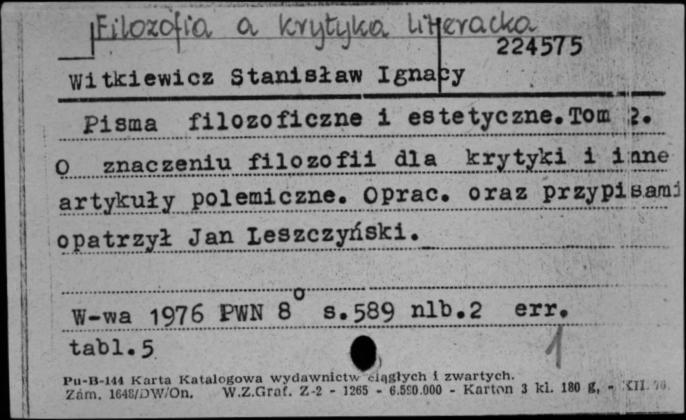 Filozofia a krytyka literacka
224575
Witkiewicz Stanisław Ignacy
Pisma filozoficzne i estetyczne. Tom 2.
O znaczeniu filozofii dla krytyki i inne
artykuły polemiczne. Oprac. oraz przypisami
opatrzył Jan Leszczyński.
W-wa 1976 PWN 8° s.589 nlb.2 err.
tabl.5
1
Pu-B-144 Karta Katalogowa wydawnictw ciągłych i zwartych.
Zam. 1648/DW/On. W.Z.Graf. Z-2 - 1265 - 6.590.000 - Karton 3 kl. 180 g, - XII.